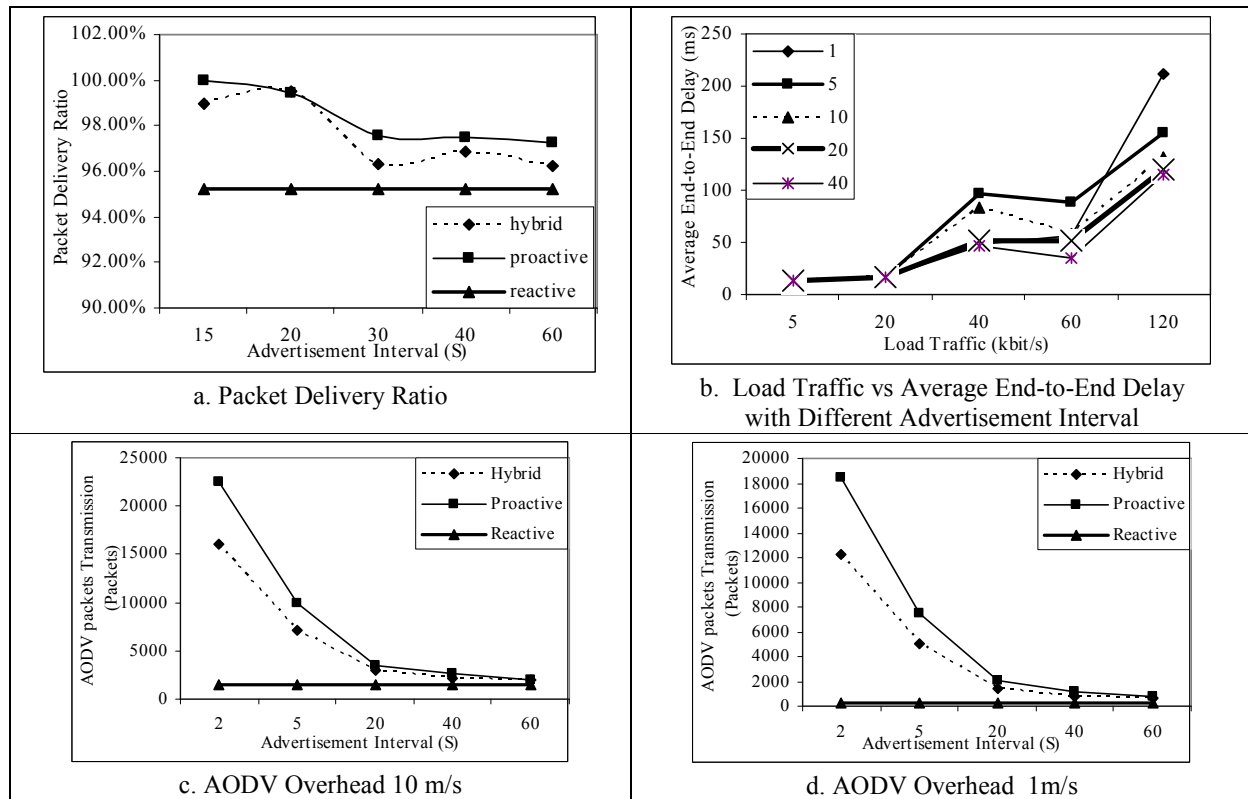 102.00%
100.00%
98.00%
96.00%
94.00%
92.00%
90.00%
Packet Delivery Ratio
hybrid
proactive
reactive
15 20 30 40 60
Advertisement Interval (S)
a. Packet Delivery Ratio
250
200
150
100
50
0
Average End-to-End Delay (ms)
1
5
10
20
40
5 20 40 60 120
Load Traffic (kbit/s)
b. Load Traffic vs Average End-to-End Delay
with Different Advertisement Interval
25000
20000
15000
10000
5000
0
AODV packets Transmission
(Packets)
Hybrid
Proactive
Reactive
2 5 20 40 60
Advertisement Interval (S)
c. AODV Overhead 10 m/s
20000
18000
16000
14000
12000
10000
8000
6000
4000
2000
0
AODV packets Transmission
(Packets)
Hybrid
Proactive
Reactive
2 5 20 40 60
Advertisement Interval (S)
d. AODV Overhead 1m/s